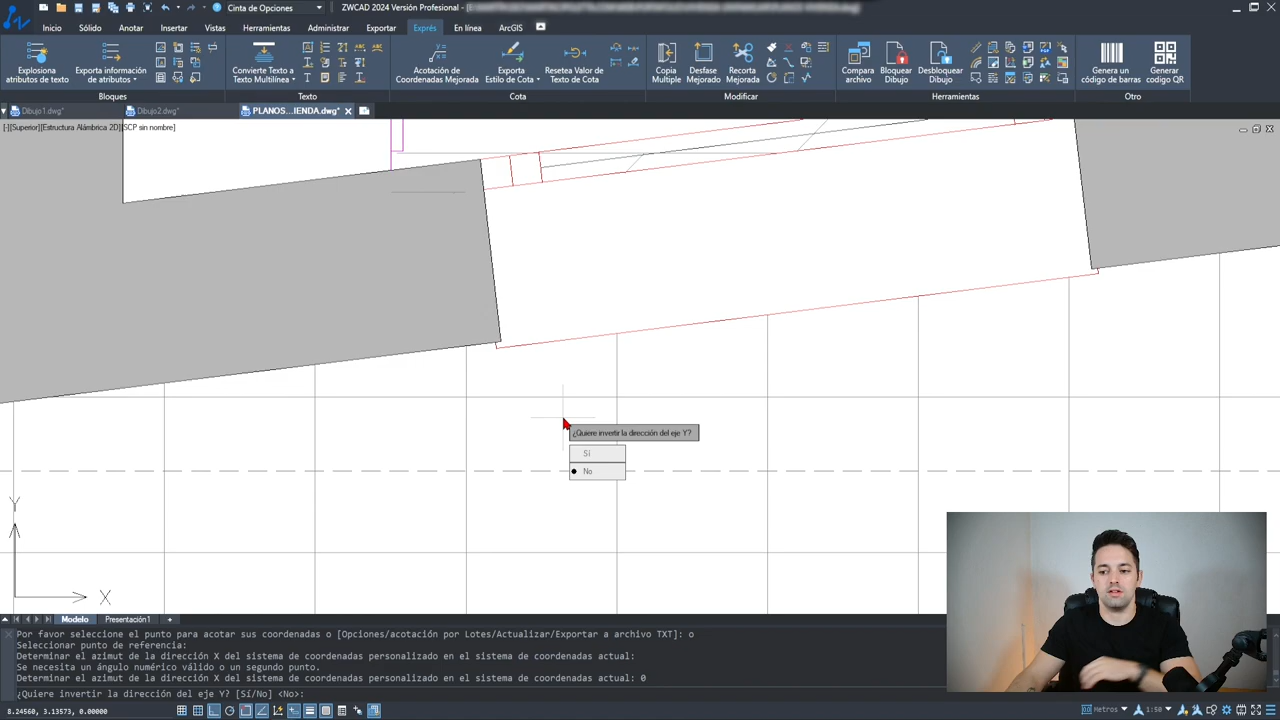 Cinta de Opciones
ZWCAD 2024 Versión Profesional - [E:
Inicio Sólido Anotar Insertar Vistas Herramientas Administrar Exportar Exprés En línea ArcGIS
Explosiona atributos de texto
Exporta información de atributos
Convierte Texto a Multilínea
Acotación de Coordenadas Mejorada
Exporta Estilo de Cota
Resetea Valor de Texto de Cota
Copia Multiple
Desfase Mejorada
Recorta Mejorada
Compara archivo
Bloquear Dibujo
Desbloquear Dibujo
Genera un código de barras
Generar codigo QR
Bloques Texto Cota Modificar Herramientas Otro
Dibujo1.dwg* Dibujo2.dwg* PLANOS...IENDA.dwg*
[-][Superior][Estructura Alámbrica 2D][SCP sin nombre]
¿Quiere invertir la dirección del eje Y?
Sí
No
Y
X
Modelo Presentación1 +
Por favor seleccione el punto para acotar sus coordenadas o [Opciones/acotación por Lotes/Actualizar/Exportar a archivo TXT]: o
Seleccionar punto de referencia:
Determinar el azimut de la dirección X del sistema de coordenadas personalizado en el sistema de coordenadas actual:
Se necesita un ángulo numérico válido o un segundo punto.
Determinar el azimut de la dirección X del sistema de coordenadas personalizado en el sistema de coordenadas actual: 0
¿Quiere invertir la dirección del eje Y? [Sí/No] <No>:
8.24560, 3.13573, 0.00000
Metros 1:50